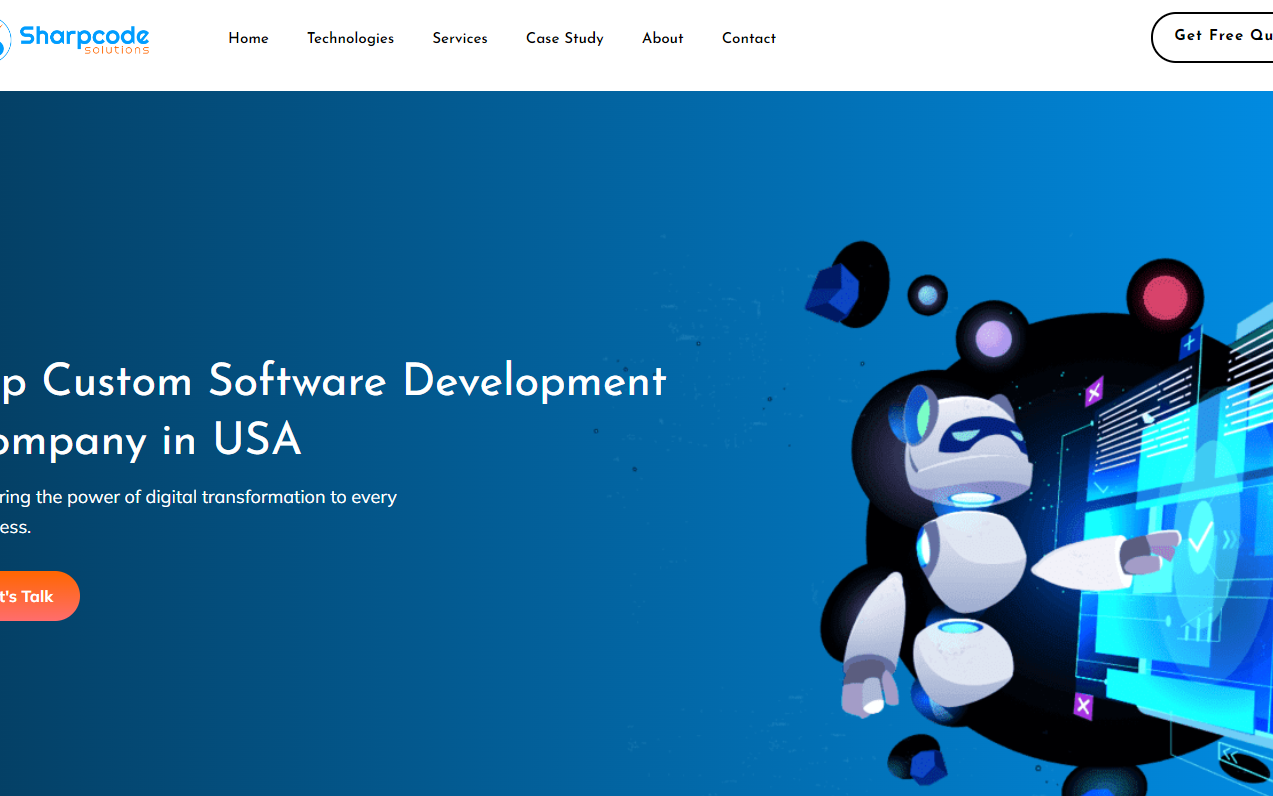 Sharpcode
solutions
Home Technologies Services Case Study About Contact
Get Free Qu
p Custom Software Development
ompany in USA
ring the power of digital transformation to every
ess.
t's Talk